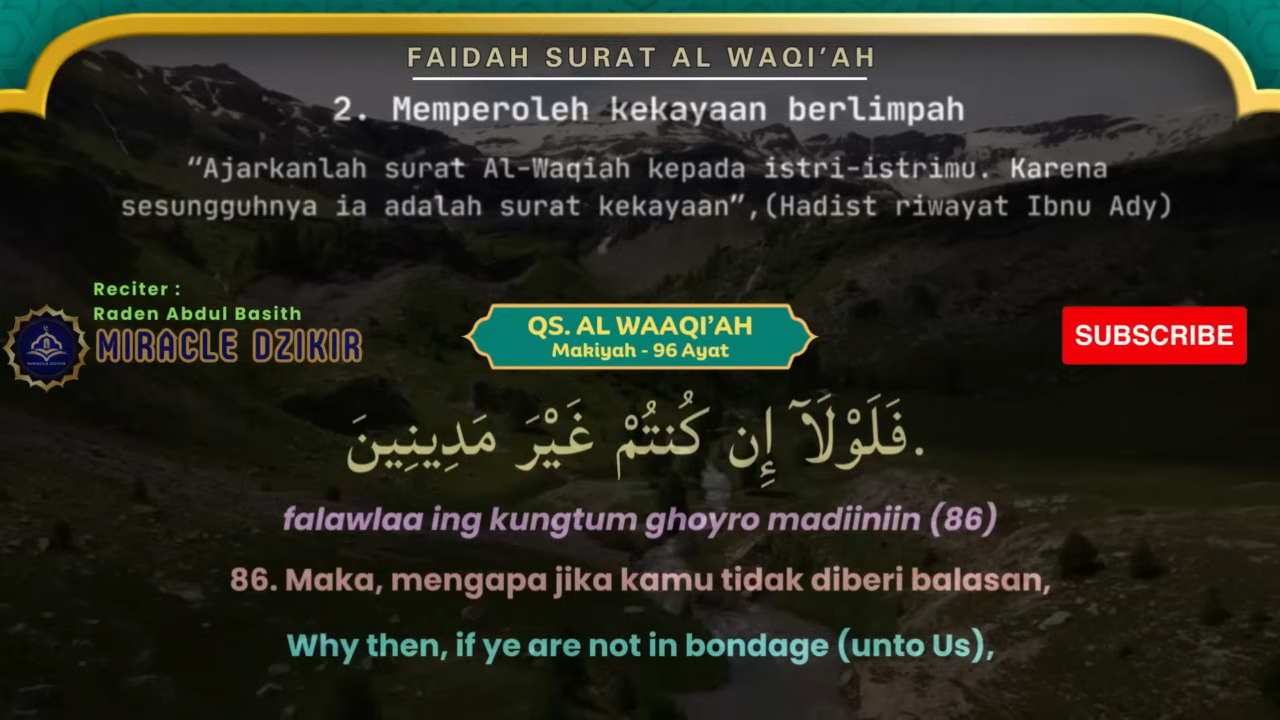 FAIDAH SURAT AL WAQI’AH
2. Memperoleh kekayaan berlimpah
“Ajarkanlah surat Al-Waqiah kepada istri-istrimu. Karena
sesungguhnya ia adalah surat kekayaan”,(Hadist riwayat Ibnu Ady)
Reciter :
Raden Abdul Basith
MIRACLE DZIKIR
QS. AL WAAQI’AH
Makiyah - 96 Ayat
SUBSCRIBE
.فَلَوْلَآ إِن كُنتُمْ غَيْرَ مَدِينِينَ
falawlaa ing kungtum ghoyro madiiniin (86)
86. Maka, mengapa jika kamu tidak diberi balasan,
Why then, if ye are not in bondage (unto Us),